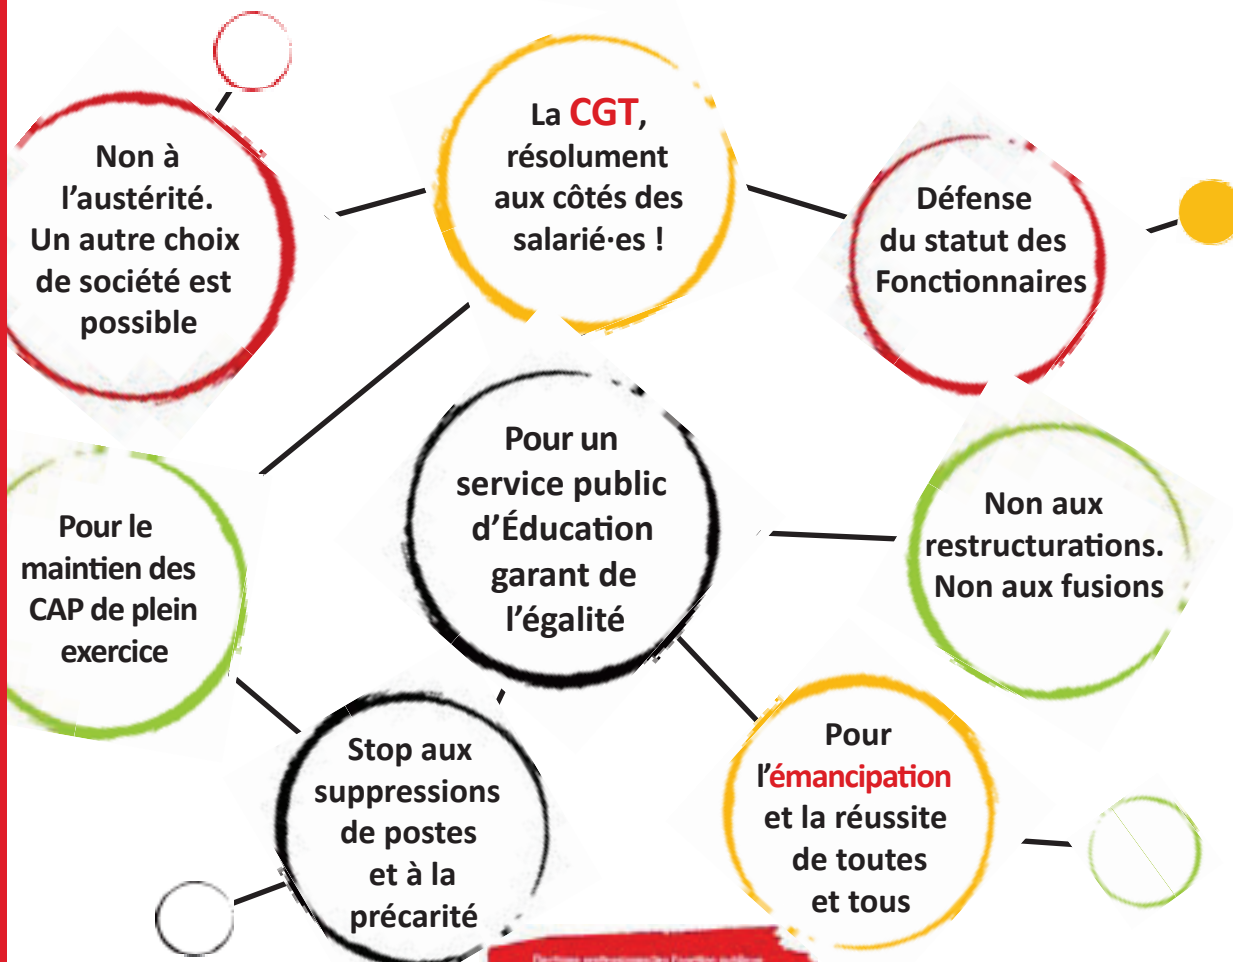 Non à
l'austérité.
Un autre choix
de société est
possible
La CGT,
résolument
aux côtés des
salarié·es !
Défense
du statut des
Fonctionnaires
Pour le
maintien des
CAP de plein
exercice
Pour un
service public
d'Éducation
garant de
l'égalité
Non aux
restructurations.
Non aux fusions
Stop aux
suppressions
de postes
et à la
précarité
Pour
l'émancipation
et la réussite
de toutes
et tous